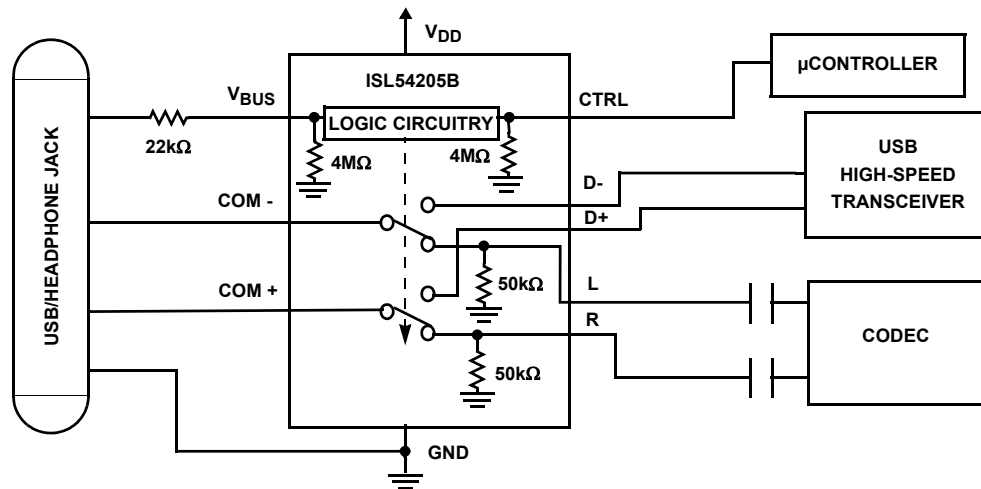 VDD
ISL54205B
µCONTROLLER
VBUS
CTRL
LOGIC CIRCUITRY
22kΩ
4MΩ
4MΩ
USB
HIGH-SPEED
TRANSCEIVER
USB/HEADPHONE JACK
D-
COM -
D+
50kΩ
L
COM +
R
CODEC
50kΩ
GND